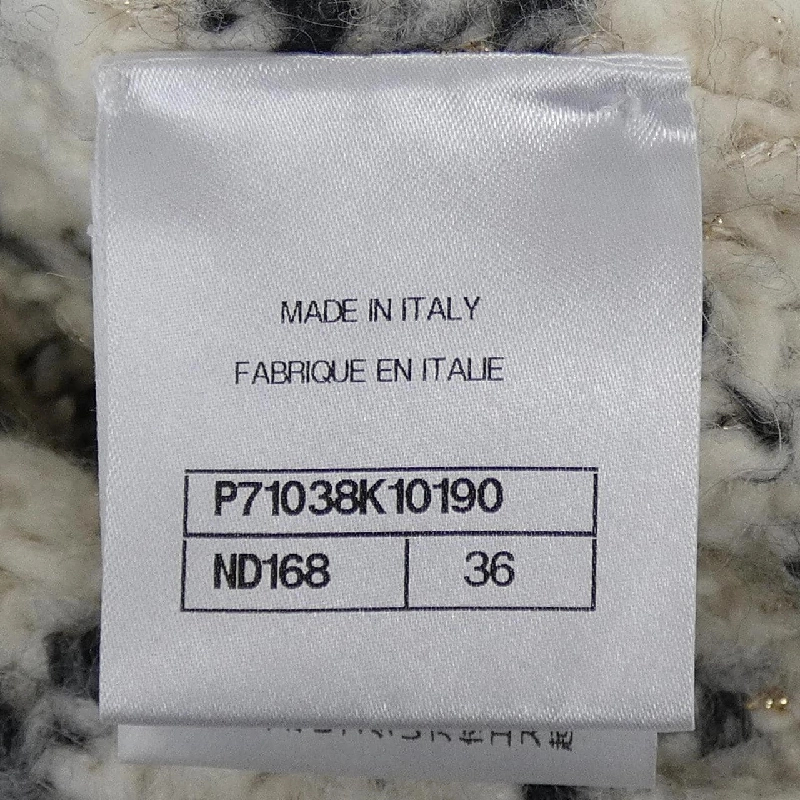 MADE IN ITALY
FABRIQUE EN ITALIE
P71038K10190
ND168 36